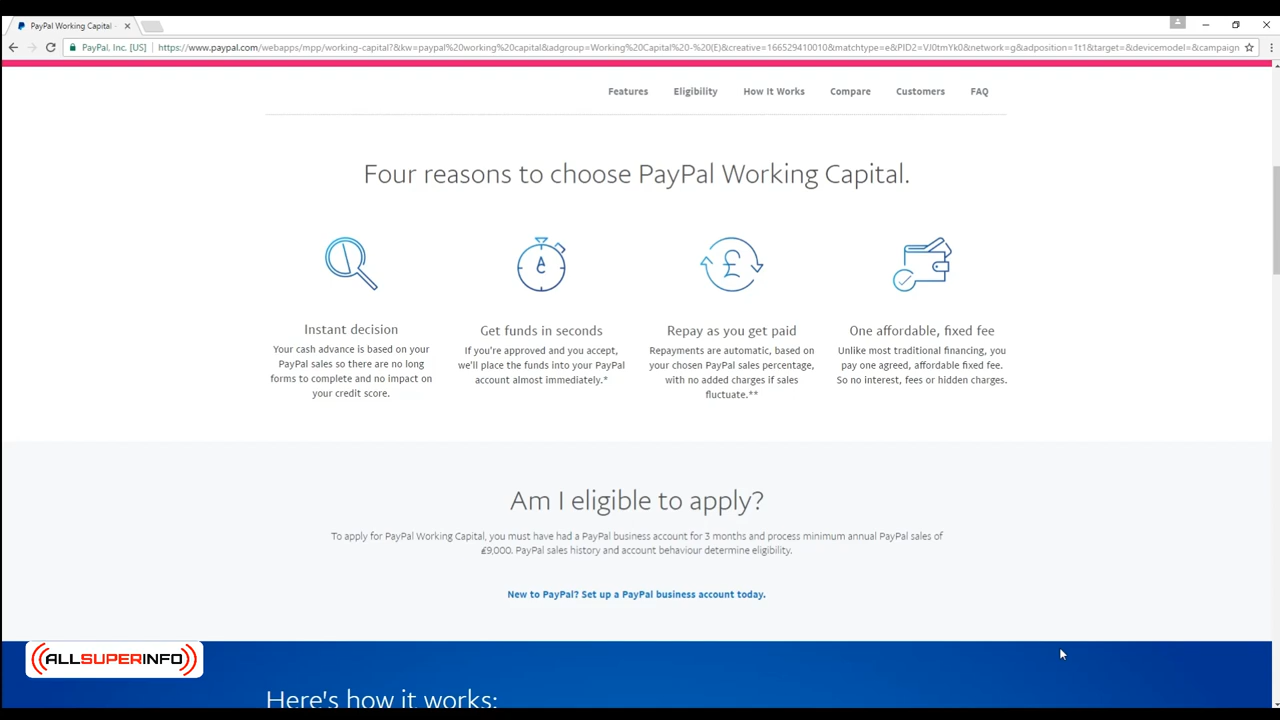 PayPal Working Capital -
PayPal, Inc. [US]
https://www.paypal.com/webapps/mpp/working-capital?&kw=paypal%20working%20capital&adgroup=Working%20Capital%20-%20(E)&creative=166529410010&matchtype=e&PID2=VJ0tmYk0&network=g&adposition=1t1&target=&devicemodel=&campaign
Features Eligibility How It Works Compare Customers FAQ
Four reasons to choose PayPal Working Capital.
Instant decision
Your cash advance is based on your
PayPal sales so there are no long
forms to complete and no impact on
your credit score.
Get funds in seconds
If you're approved and you accept,
we'll place the funds into your PayPal
account almost immediately.*
£
Repay as you get paid
Repayments are automatic, based on
your chosen PayPal sales percentage,
with no added charges if sales
fluctuate.**
One affordable, fixed fee
Unlike most traditional financing, you
pay one agreed, affordable fixed fee.
So no interest, fees or hidden charges.
Am I eligible to apply?
To apply for PayPal Working Capital, you must have had a PayPal business account for 3 months and process minimum annual PayPal sales of
£9,000. PayPal sales history and account behaviour determine eligibility.
New to PayPal? Set up a PayPal business account today.
ALLSUPERINFO
Here's how it works: